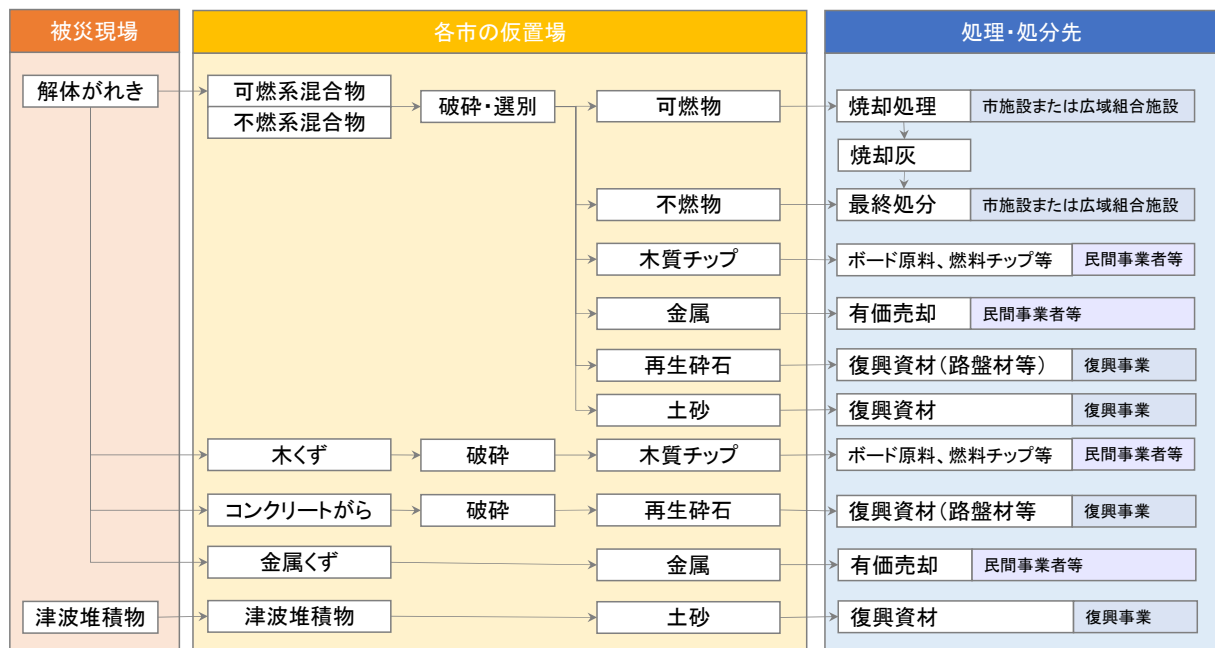 被災現場
各市の仮置場
処理・処分先
解体がれき
可燃系混合物
不燃系混合物
破砕・選別
可燃物
焼却処理
市施設または広域組合施設
焼却灰
不燃物
最終処分
市施設または広域組合施設
木質チップ
ボード原料、燃料チップ等
民間事業者等
金属
有価売却
民間事業者等
再生砕石
復興資材(路盤材等)
復興事業
土砂
復興資材
復興事業
木くず
破砕
木質チップ
ボード原料、燃料チップ等
民間事業者等
コンクリートがら
破砕
再生砕石
復興資材(路盤材等
復興事業
金属くず
金属
有価売却
民間事業者等
津波堆積物
津波堆積物
土砂
復興資材
復興事業